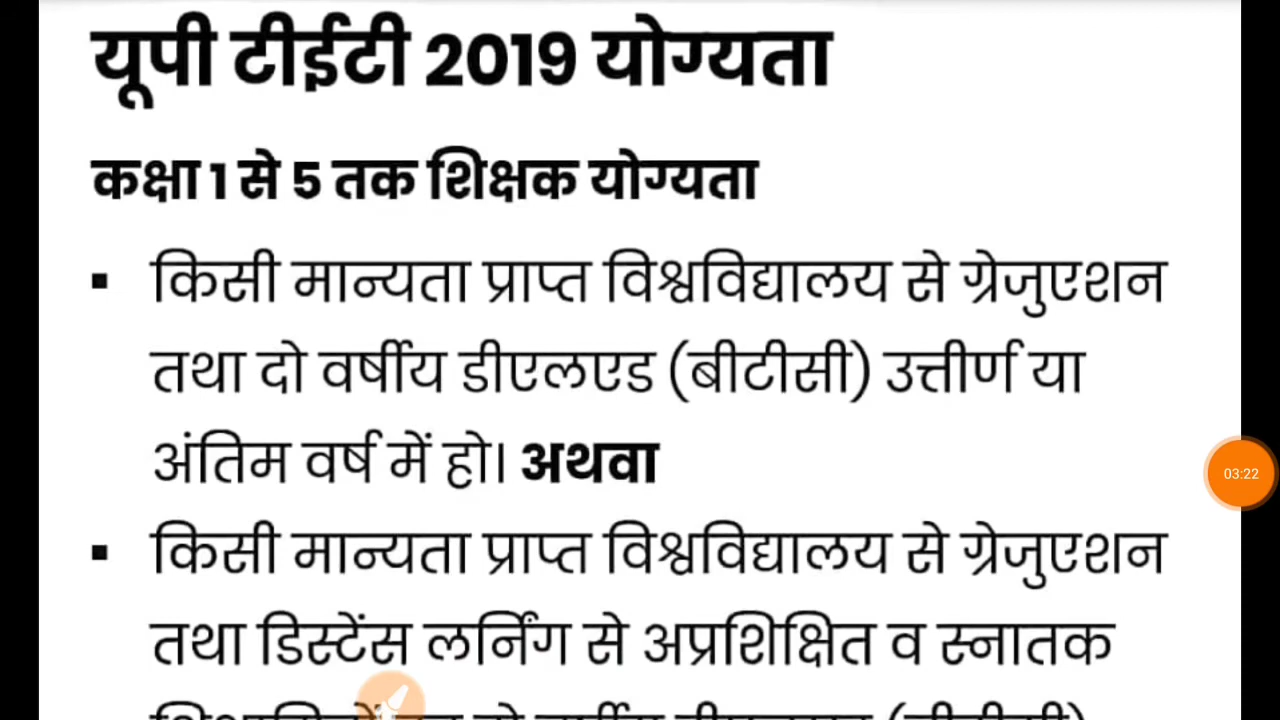 यूपी टीईटी 2019 योग्यता
कक्षा 1 से 5 तक शिक्षक योग्यता
▪ किसी मान्यता प्राप्त विश्वविद्यालय से ग्रेजुएशन
तथा दो वर्षीय डीएलएड (बीटीसी) उत्तीर्ण या
अंतिम वर्ष में हो। अथवा
03:22
▪ किसी मान्यता प्राप्त विश्वविद्यालय से ग्रेजुएशन
तथा डिस्टेंस लर्निंग से अप्रशिक्षित व स्नातक